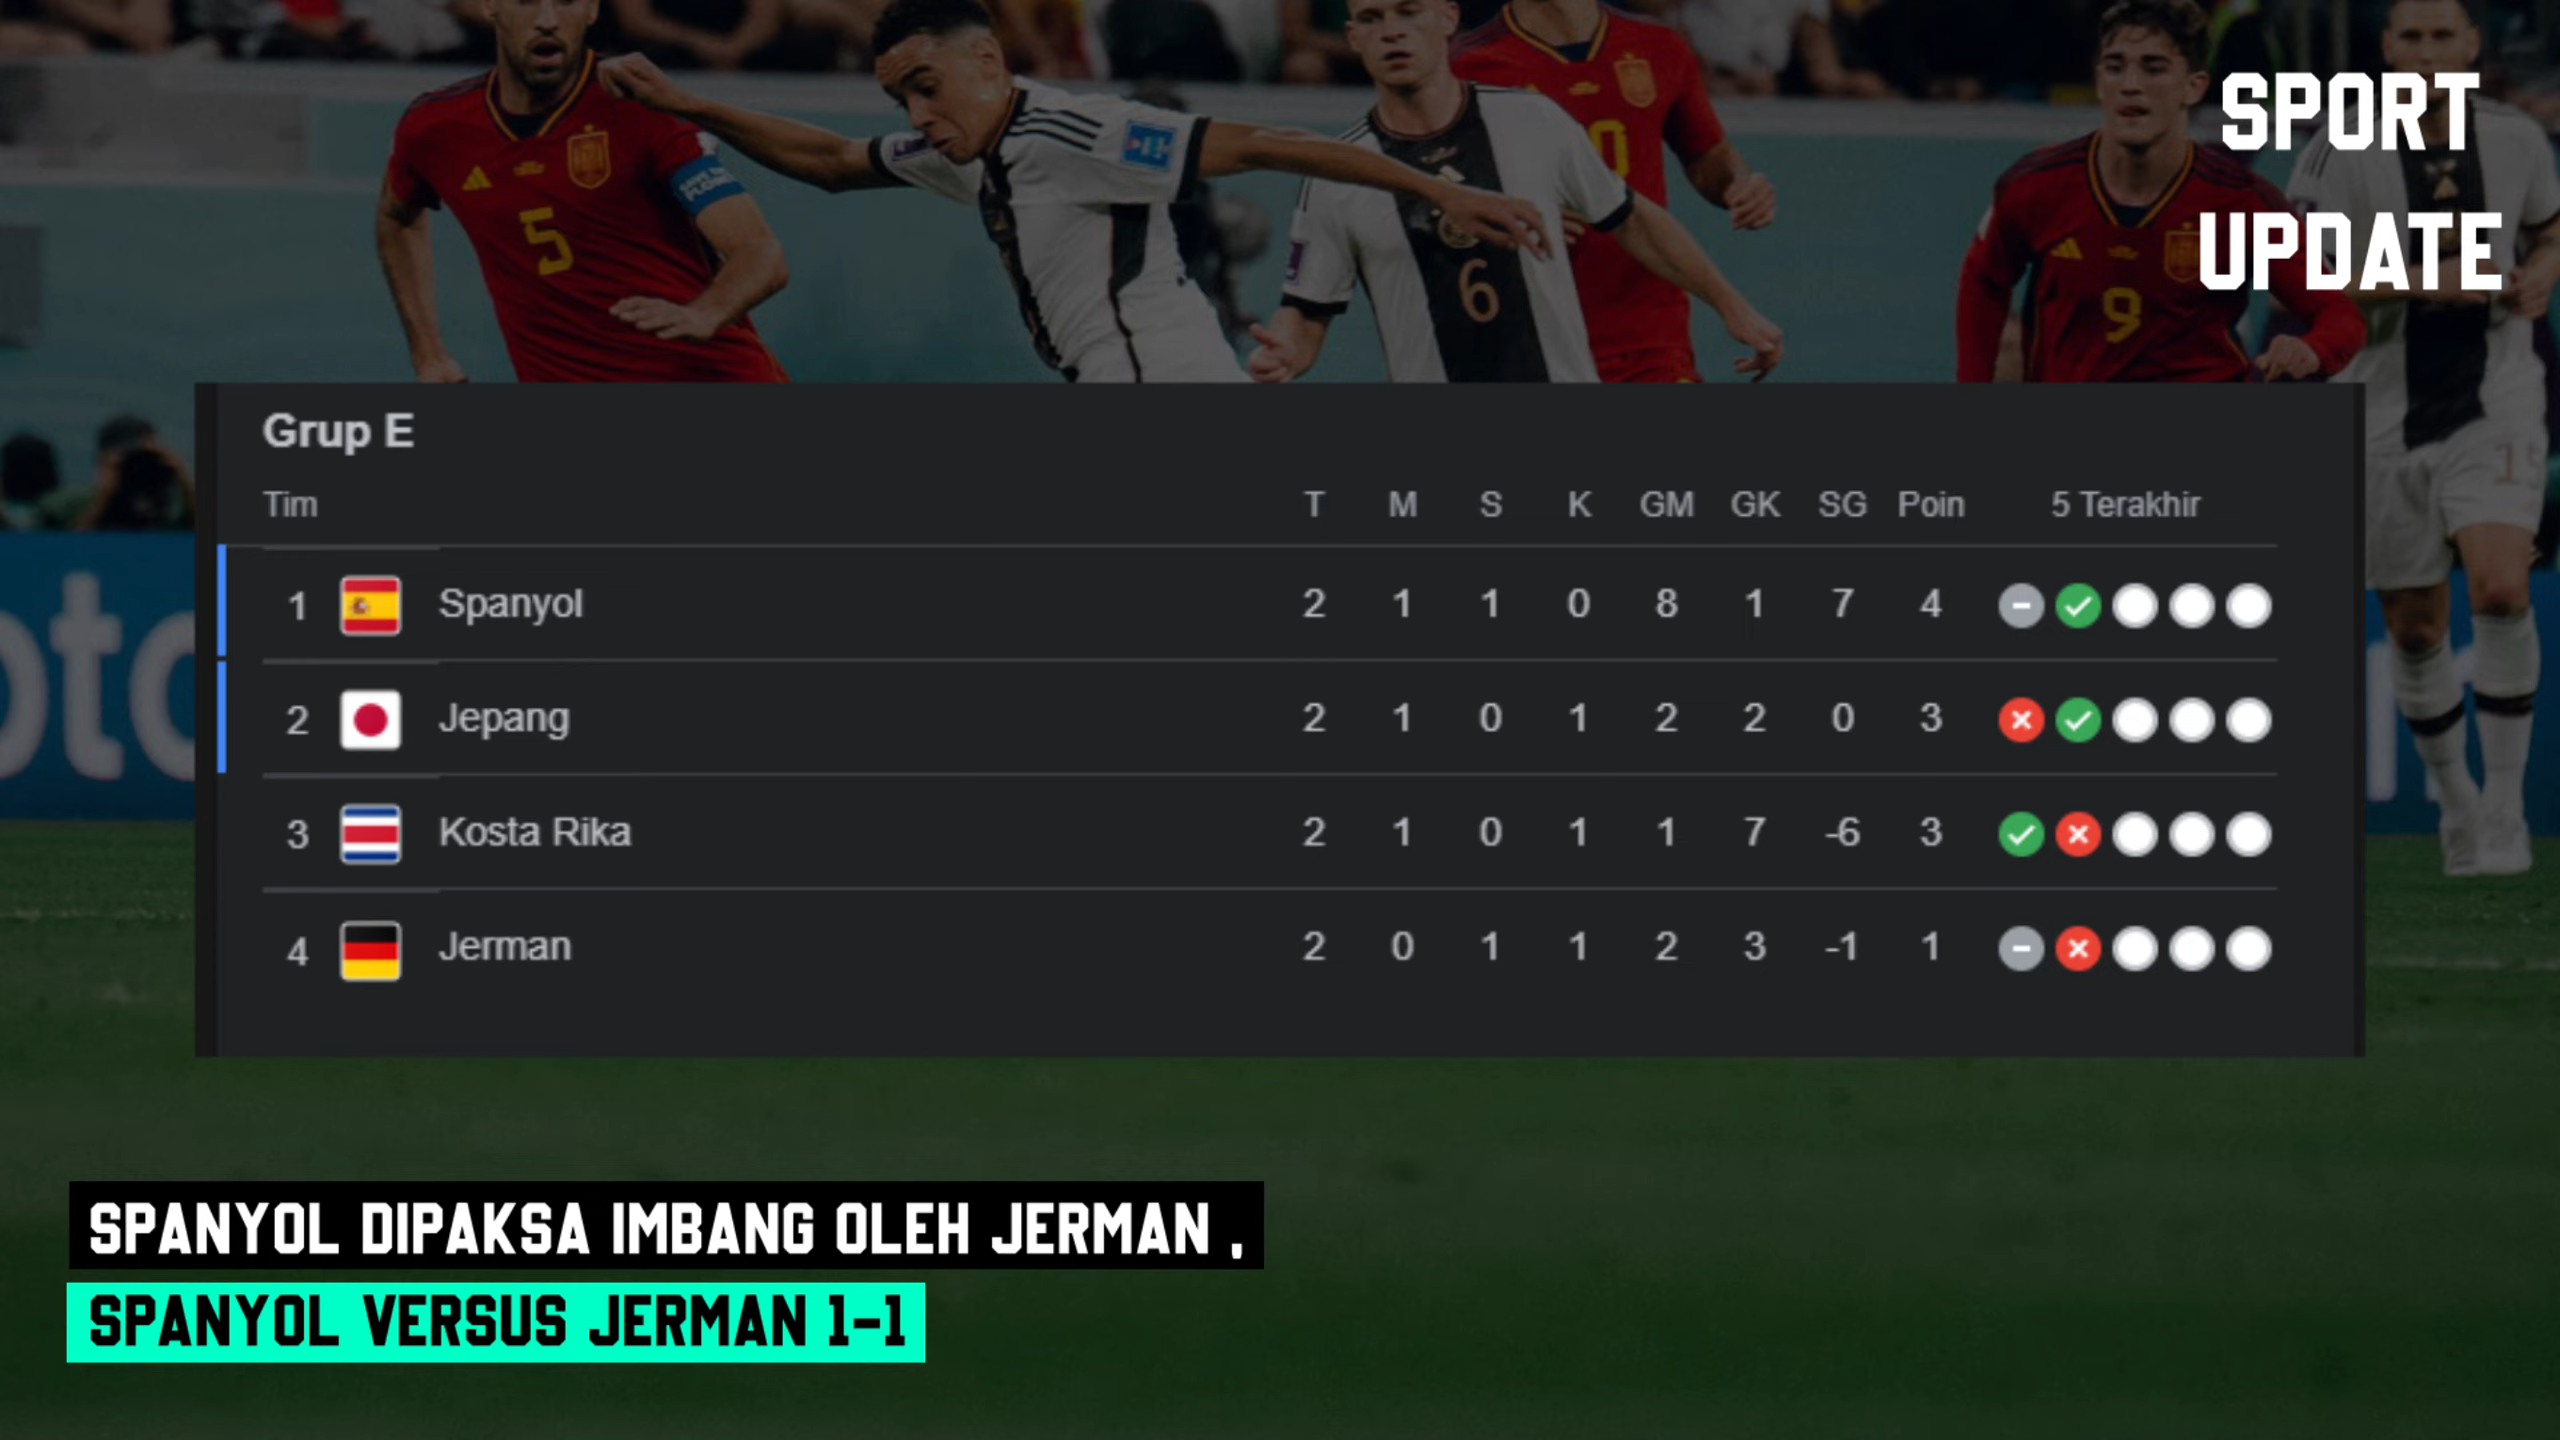 SPORT
UPDATE
Grup E
Tim T M S K GM GK SG Poin 5 Terakhir
1 Spanyol 2 1 1 0 8 1 7 4
2 Jepang 2 1 0 1 2 2 0 3
3 Kosta Rika 2 1 0 1 1 7 -6 3
4 Jerman 2 0 1 1 2 3 -1 1
SPANYOL DIPAKSA IMBANG OLEH JERMAN ,
SPANYOL VERSUS JERMAN 1-1
5
6
9